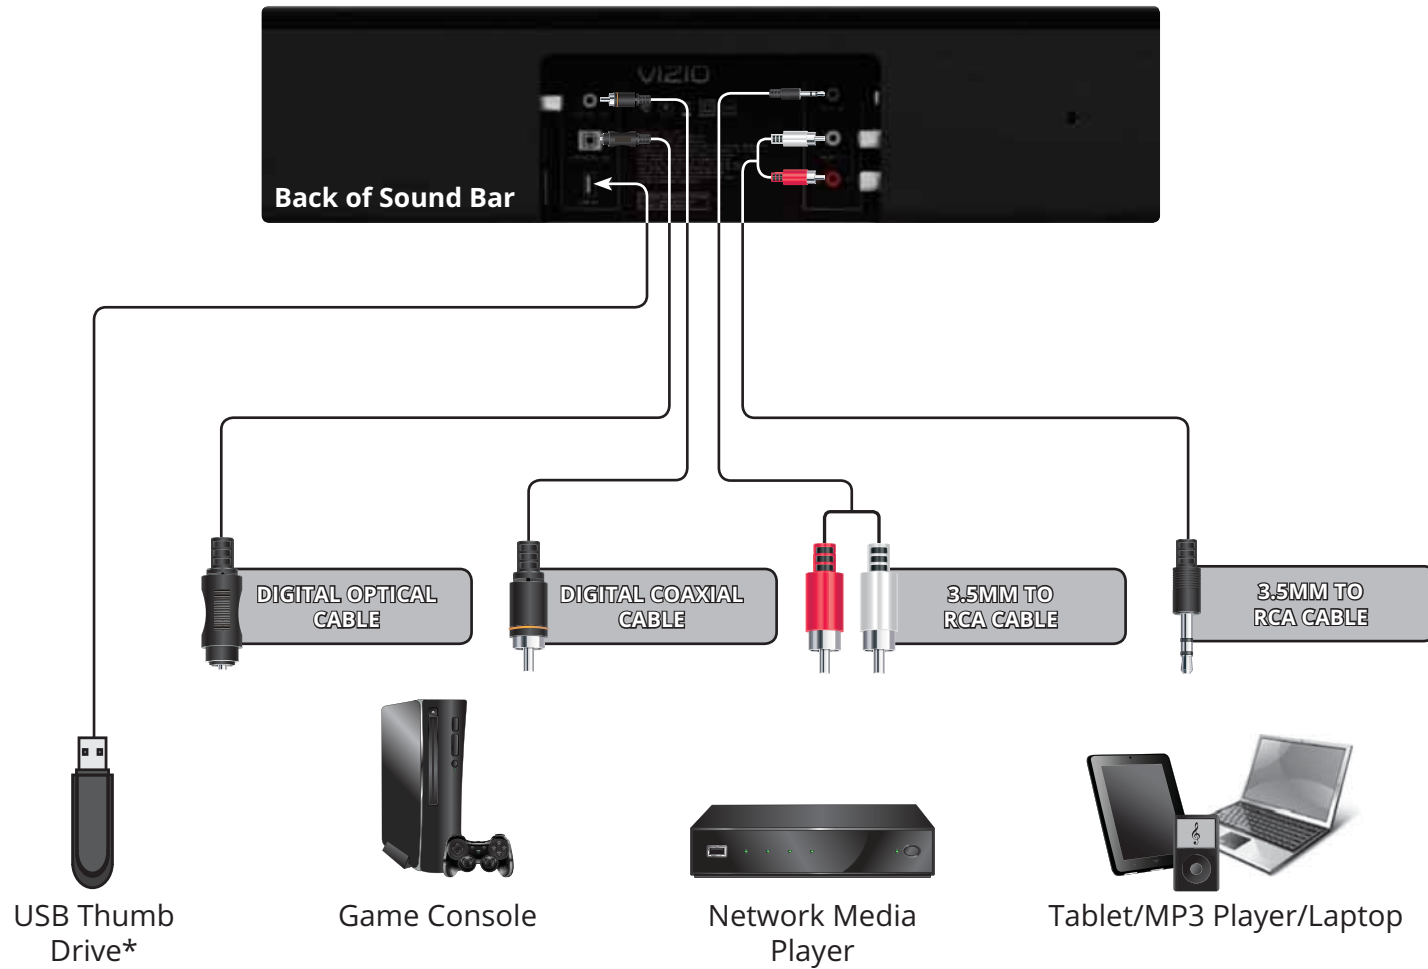 VIZIO
Back of Sound Bar
DIGITAL OPTICAL
CABLE
DIGITAL COAXIAL
CABLE
3.5MM TO
RCA CABLE
3.5MM TO
RCA CABLE
USB Thumb
Drive*
Game Console
Network Media
Player
Tablet/MP3 Player/Laptop